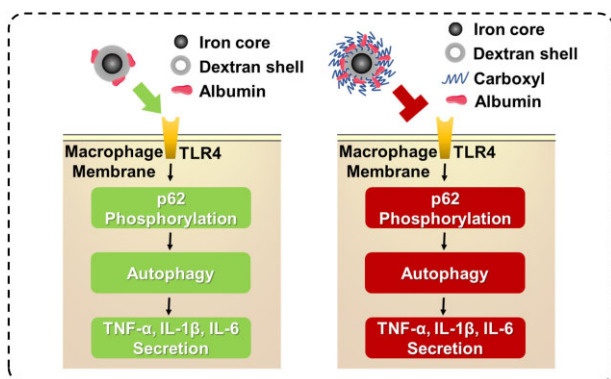 Iron core
Dextran shell
Albumin
Macrophage
Membrane
TLR4
p62
Phosphorylation
Autophagy
TNF-α, IL-1β, IL-6
Secretion
Iron core
Dextran shell
Carboxyl
Albumin
Macrophage
Membrane
TLR4
p62
Phosphorylation
Autophagy
TNF-α, IL-1β, IL-6
Secretion